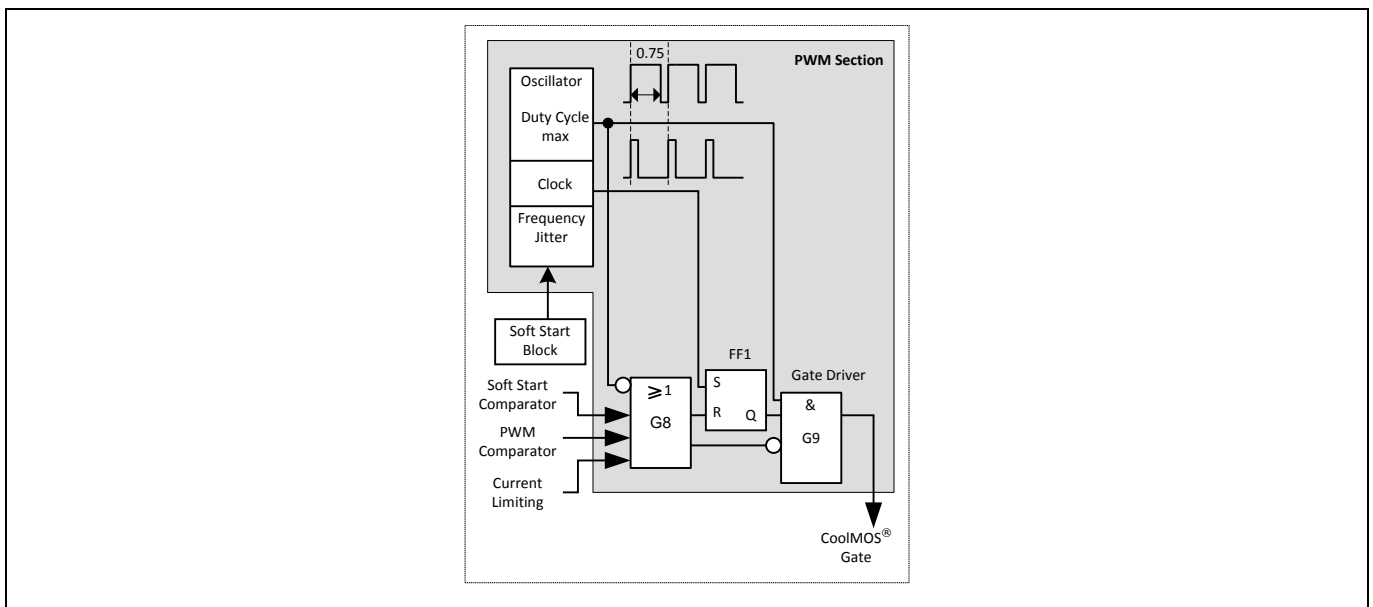 0.75
PWM Section
Oscillator
Duty Cycle
max
Clock
Frequency
Jitter
Soft Start
Block
FF1
Gate Driver
Soft Start
Comparator
PWM
Comparator
Current
Limiting
⩾1
G8
S
R Q
&
G9
CoolMOS®
Gate